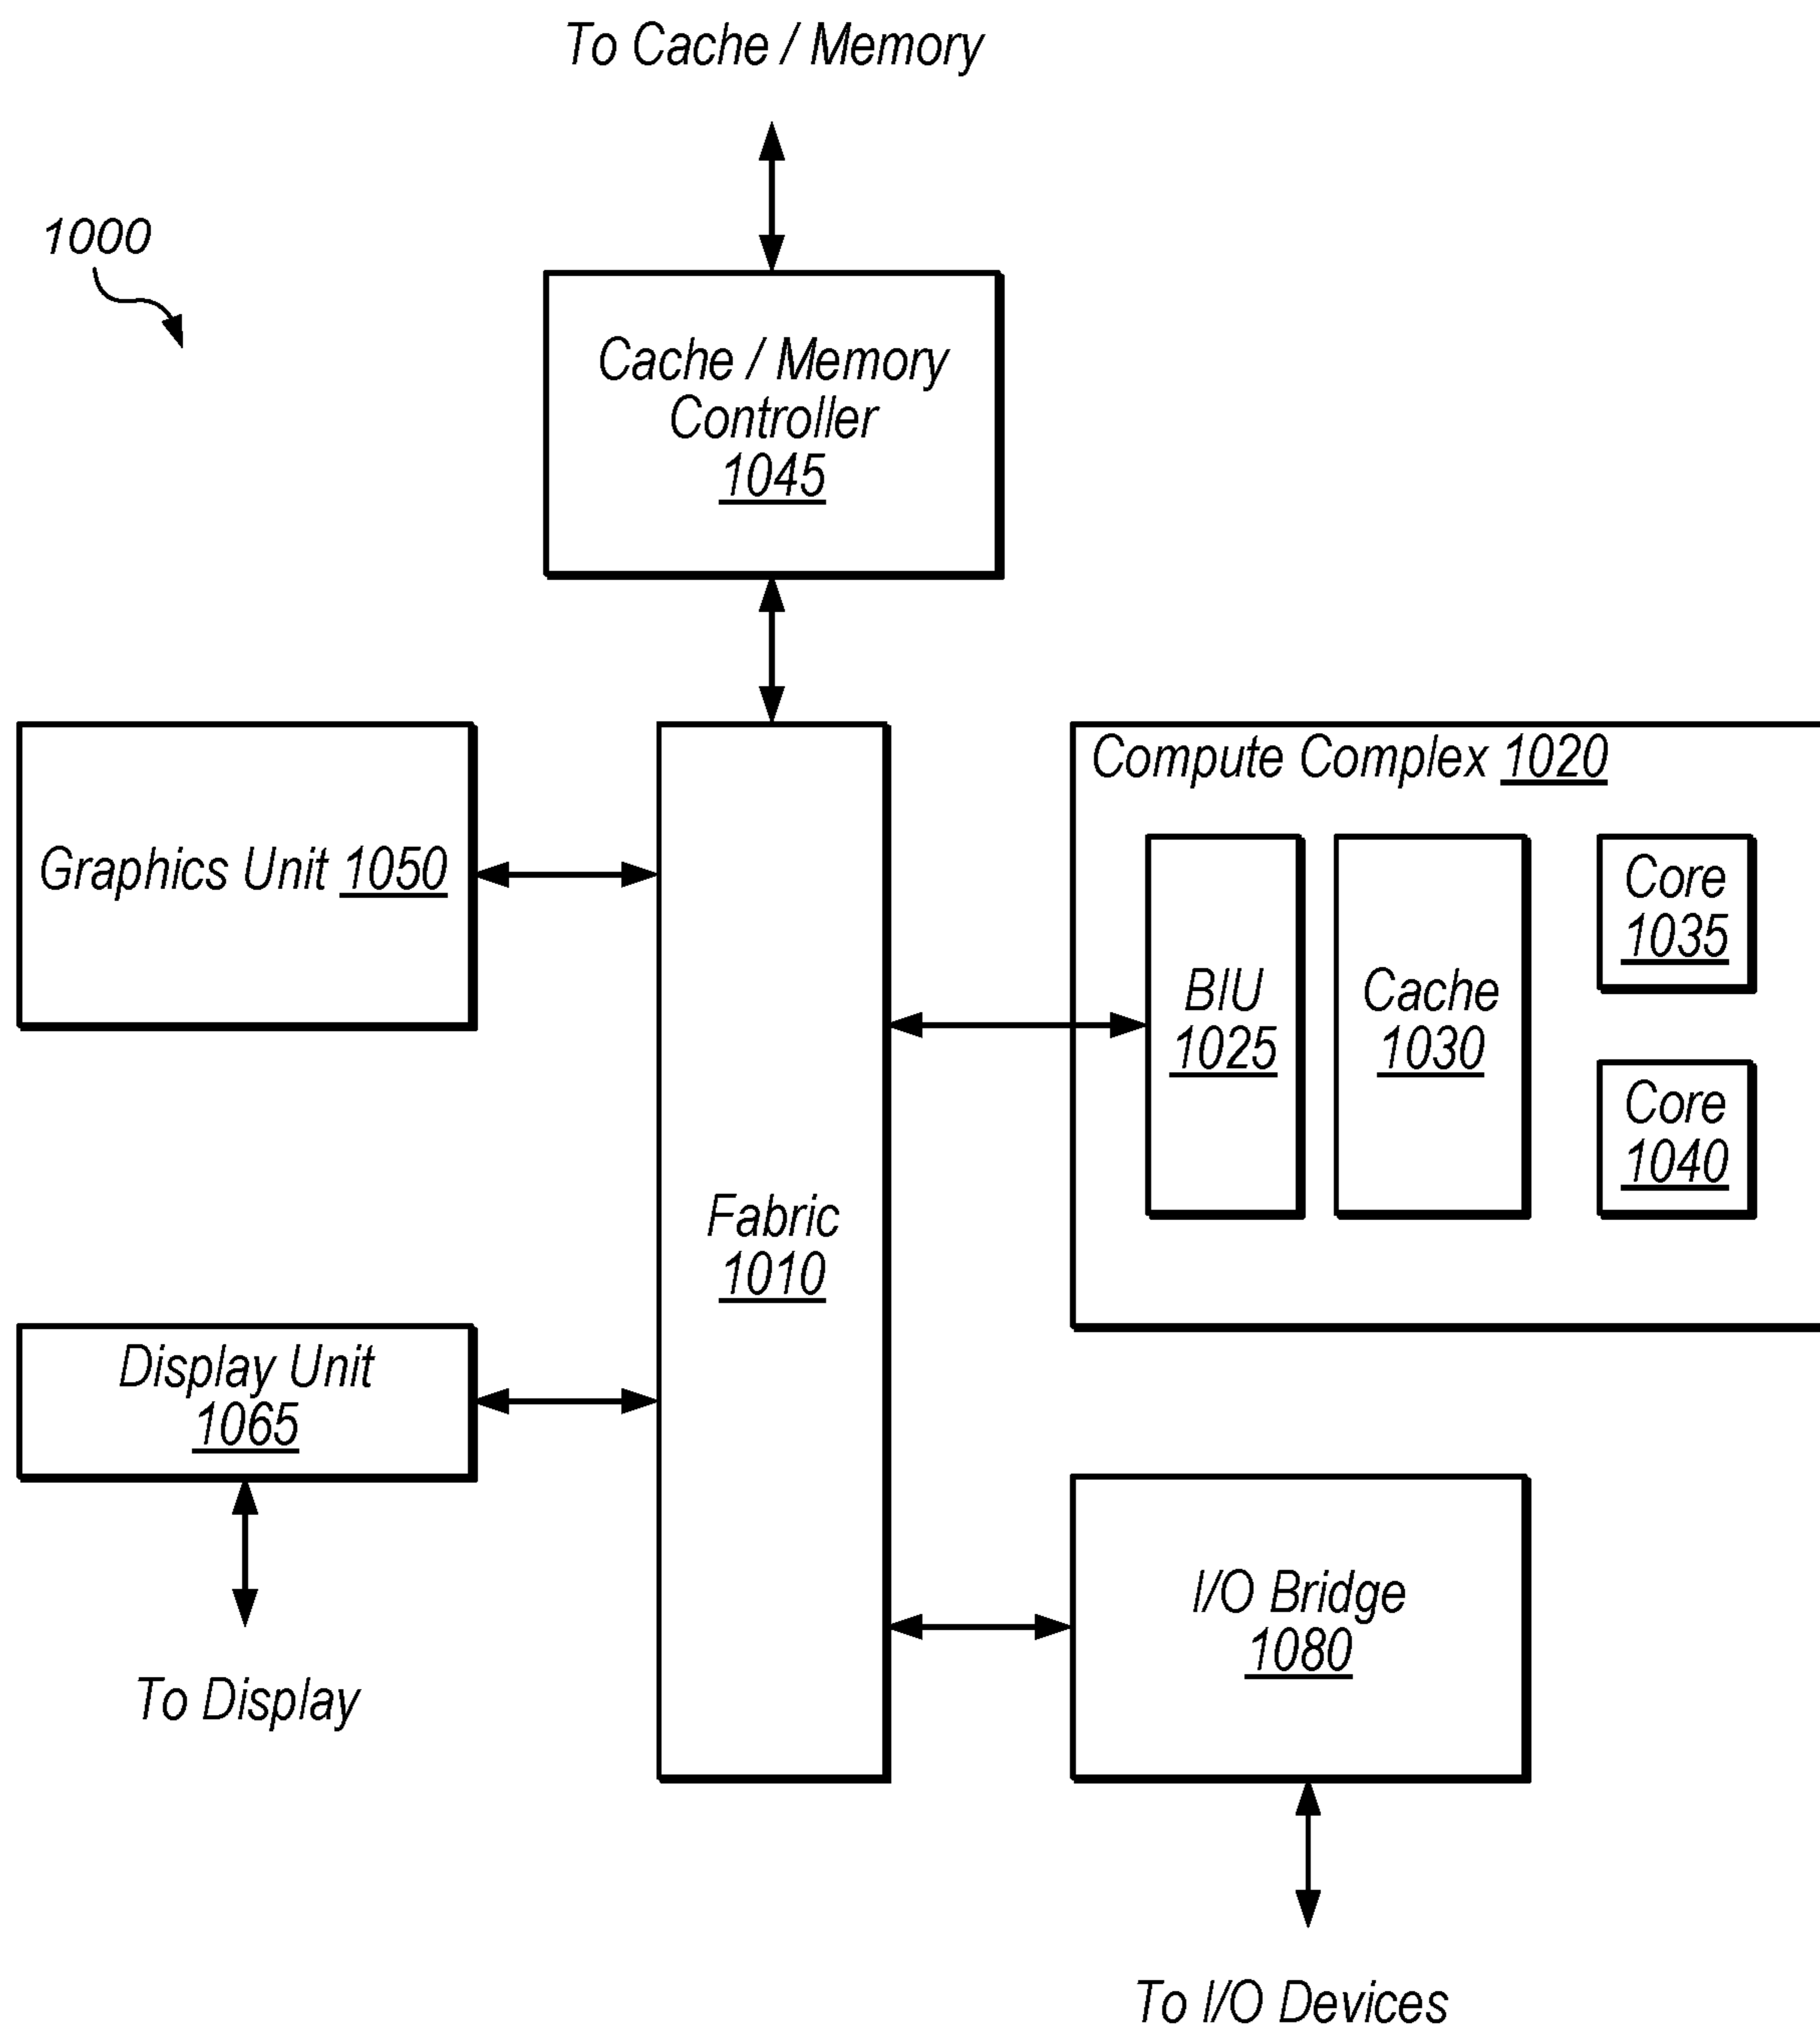 To Cache / Memory
1000
Cache / Memory
Controller
1045
Graphics Unit 1050
Compute Complex 1020
BIU
1025
Cache
1030
Core
1035
Core
1040
Fabric
1010
Display Unit
1065
To Display
I/O Bridge
1080
To I/O Devices